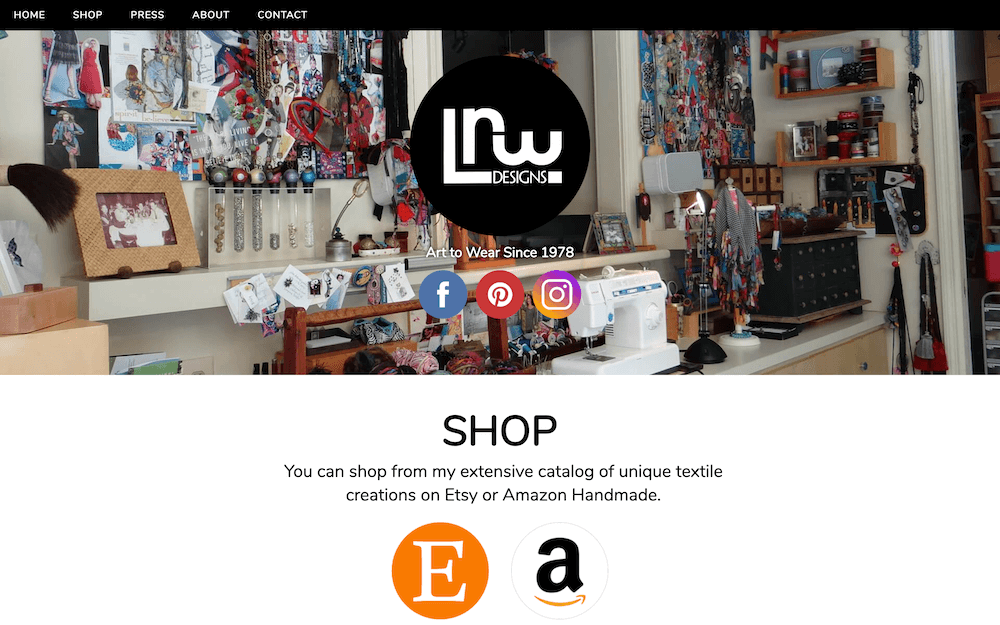 HOME SHOP PRESS ABOUT CONTACT
Lnw
DESIGNS
Art to Wear Since 1978
SHOP
You can shop from my extensive catalog of unique textile
creations on Etsy or Amazon Handmade.
E
a